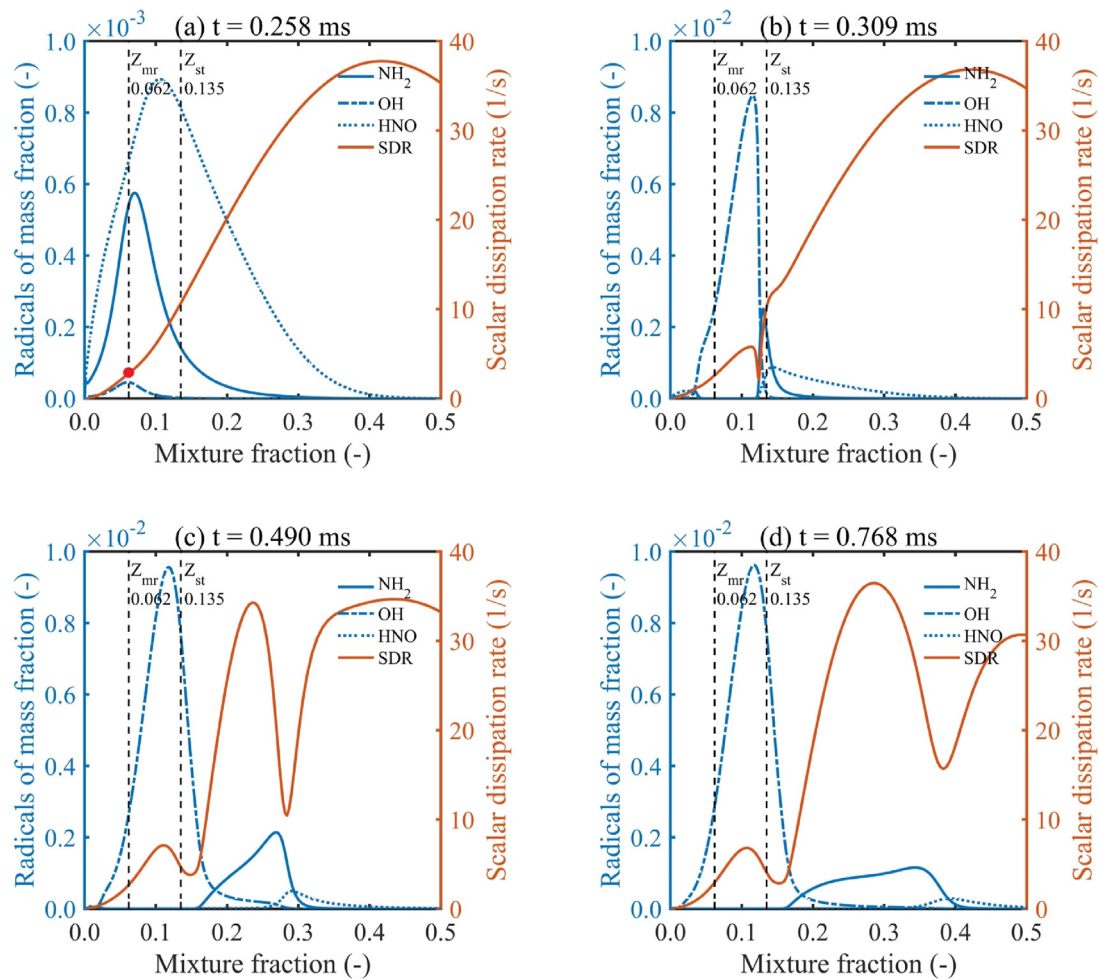 (a) t = 0.258 ms
×10⁻³
Radicals of mass fraction (-)
1.0
0.8
0.6
0.4
0.2
0.0
Z_mr
0.062
Z_st
0.135
NH₂
OH
HNO
SDR
40
30
20
10
0
Scalar dissipation rate (1/s)
0.0 0.1 0.2 0.3 0.4 0.5
Mixture fraction (-)
(b) t = 0.309 ms
×10⁻²
Radicals of mass fraction (-)
1.0
0.8
0.6
0.4
0.2
0.0
Z_mr
0.062
Z_st
0.135
NH₂
OH
HNO
SDR
40
30
20
10
0
Scalar dissipation rate (1/s)
0.0 0.1 0.2 0.3 0.4 0.5
Mixture fraction (-)
(c) t = 0.490 ms
×10⁻²
Radicals of mass fraction (-)
1.0
0.8
0.6
0.4
0.2
0.0
Z_mr
0.062
Z_st
0.135
NH₂
OH
HNO
SDR
40
30
20
10
0
Scalar dissipation rate (1/s)
0.0 0.1 0.2 0.3 0.4 0.5
Mixture fraction (-)
(d) t = 0.768 ms
×10⁻²
Radicals of mass fraction (-)
1.0
0.8
0.6
0.4
0.2
0.0
Z_mr
0.062
Z_st
0.135
NH₂
OH
HNO
SDR
40
30
20
10
0
Scalar dissipation rate (1/s)
0.0 0.1 0.2 0.3 0.4 0.5
Mixture fraction (-)